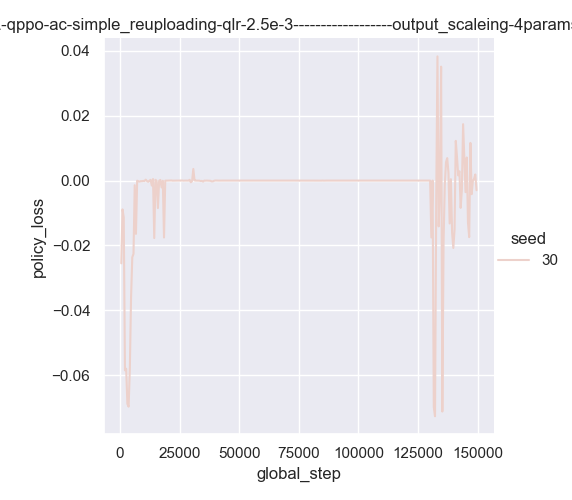 -qppo-ac-simple_reuploading-qlr-2.5e-3------------------output_scaleing-4params
0.04
0.02
0.00
−0.02
−0.04
−0.06
policy_loss
0 25000 50000 75000 100000 125000 150000
global_step
seed
30